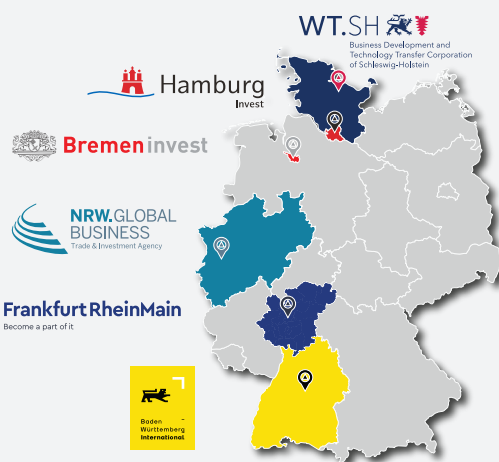 WT.SH
Business Development and
Technology Transfer Corporation
of Schleswig-Holstein
Hamburg
Invest
Bremeninvest
NRW.GLOBAL
BUSINESS
Trade & Investment Agency
FrankfurtRheinMain
Become a part of it
Baden
Württemberg
International